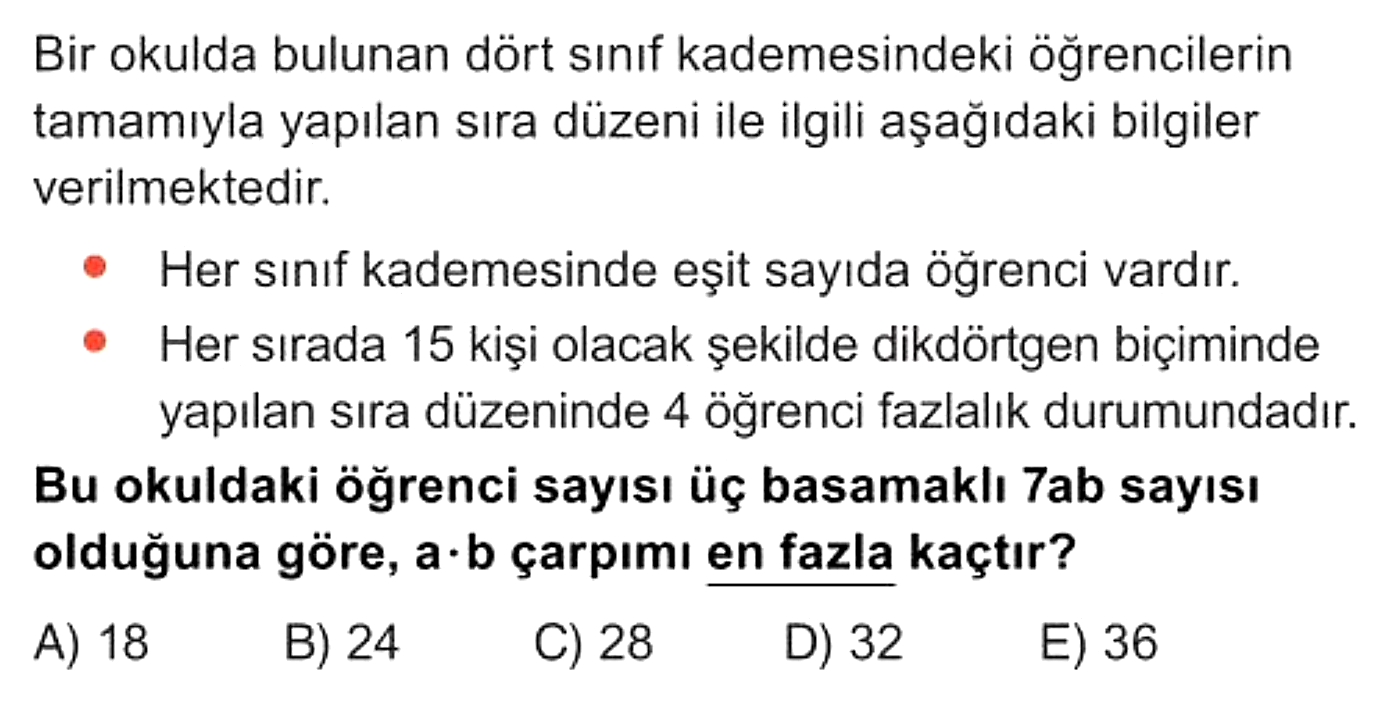 Bir okulda bulunan dört sınıf kademesindeki öğrencilerin
tamamıyla yapılan sıra düzeni ile ilgili aşağıdaki bilgiler
verilmektedir.
• Her sınıf kademesinde eşit sayıda öğrenci vardır.
• Her sırada 15 kişi olacak şekilde dikdörtgen biçiminde
yapılan sıra düzeninde 4 öğrenci fazlalık durumundadır.
Bu okuldaki öğrenci sayısı üç basamaklı 7ab sayısı
olduğuna göre, a·b çarpımı en fazla kaçtır?
A) 18 B) 24 C) 28 D) 32 E) 36